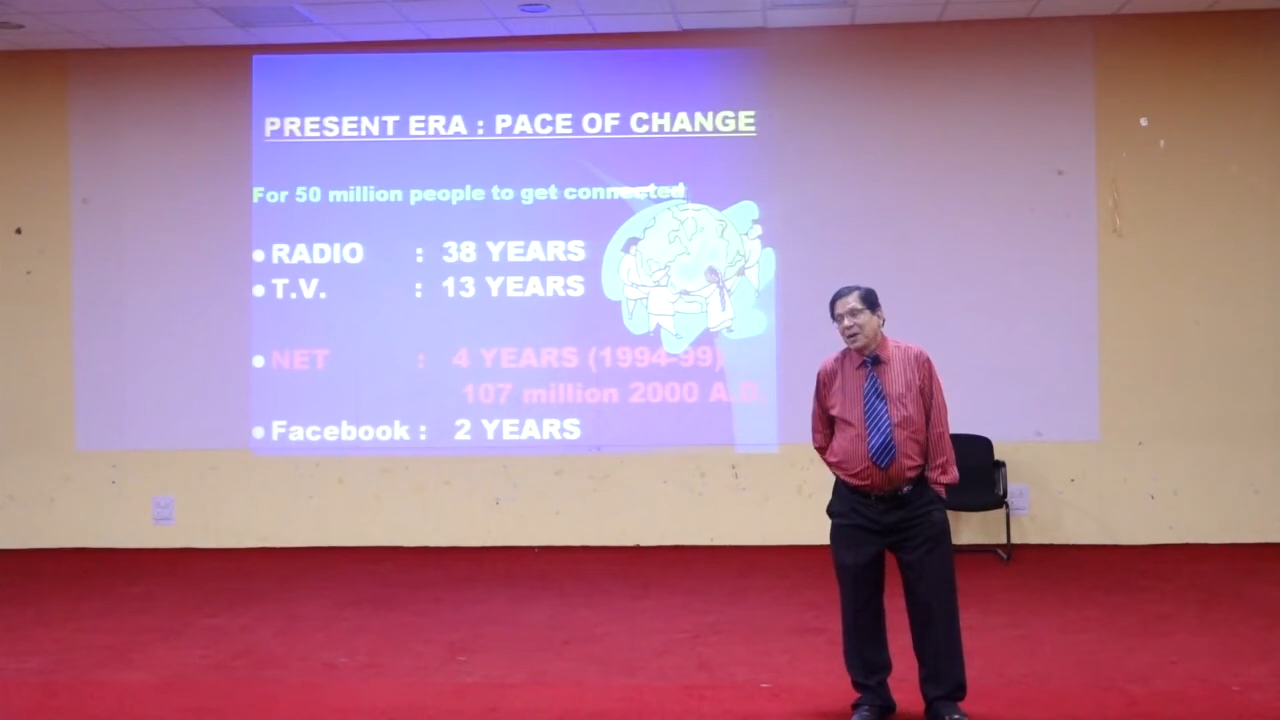 PRESENT ERA : PACE OF CHANGE
For 50 million people to get connected
• RADIO : 38 YEARS
• T.V. : 13 YEARS
• NET : 4 YEARS (1994-99)
107 million 2000 A.D.
• Facebook : 2 YEARS